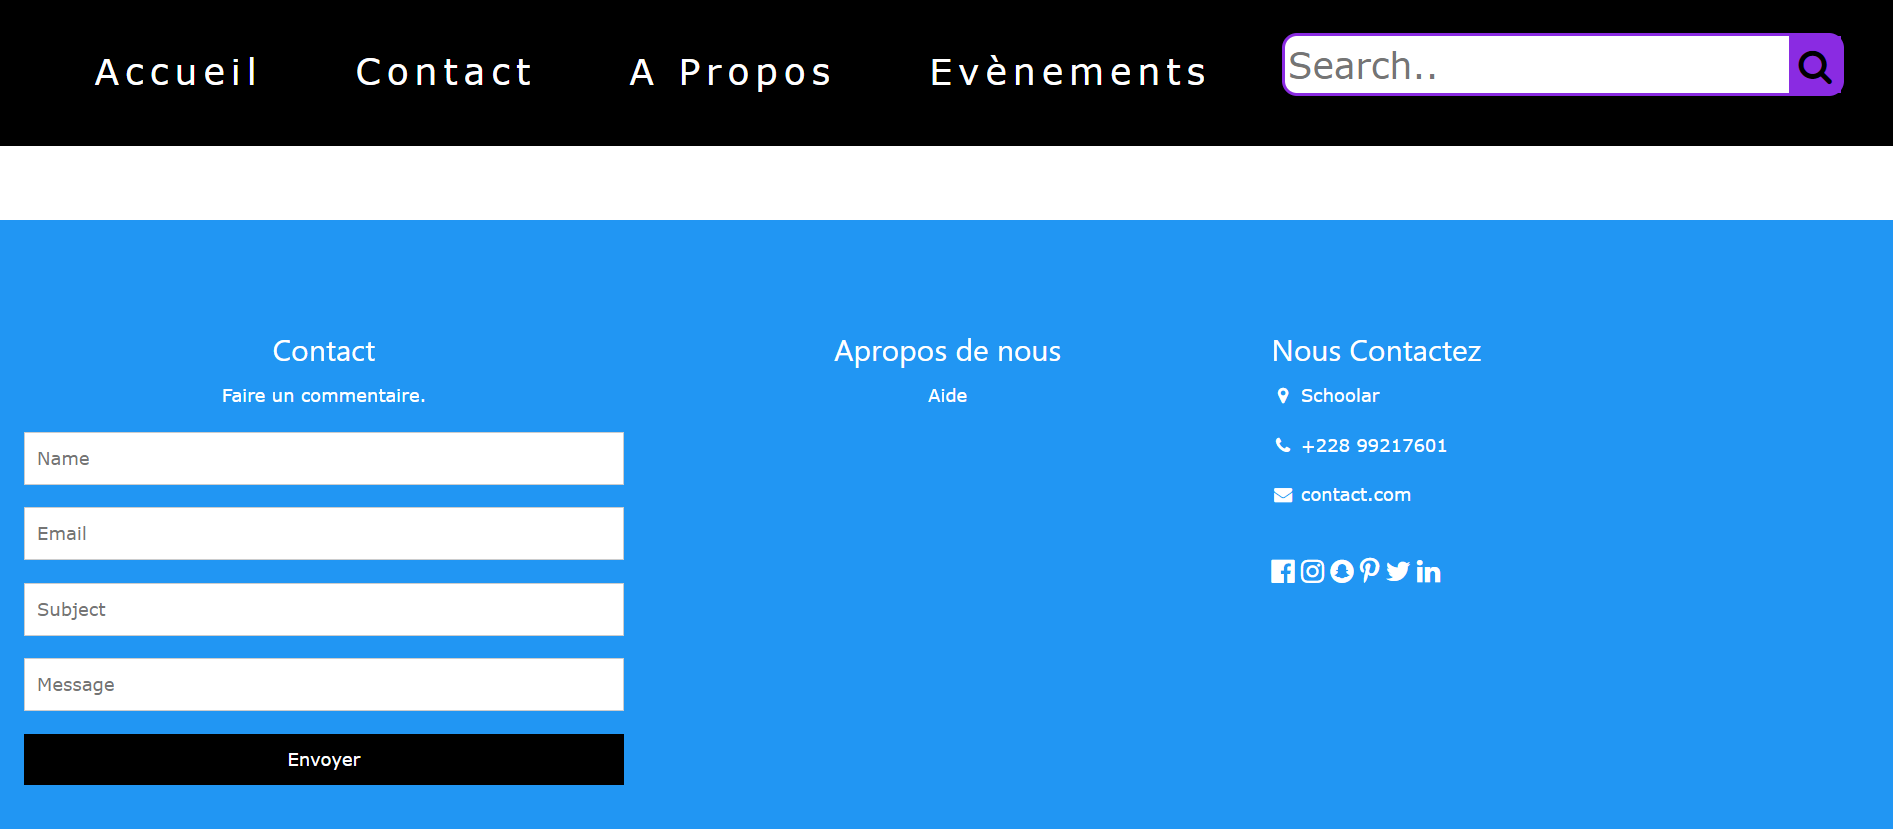 Accueil Contact A Propos Evènements Search..
Contact
Faire un commentaire.
Name
Email
Subject
Message
Envoyer
Apropos de nous
Aide
Nous Contactez
Schoolar
+228 99217601
contact.com